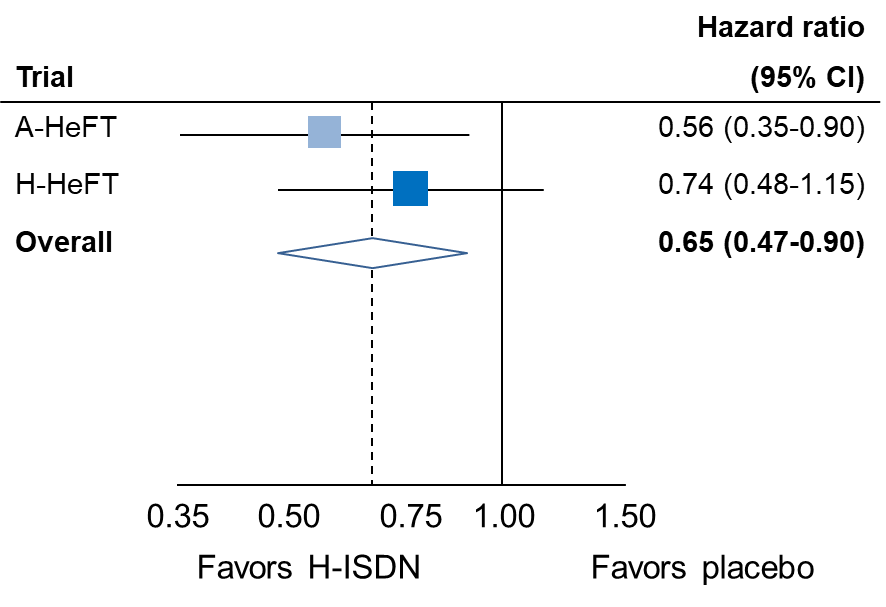 Hazard ratio
Trial (95% CI)
A-HeFT 0.56 (0.35-0.90)
H-HeFT 0.74 (0.48-1.15)
Overall 0.65 (0.47-0.90)
0.35 0.50 0.75 1.00 1.50
Favors H-ISDN Favors placebo